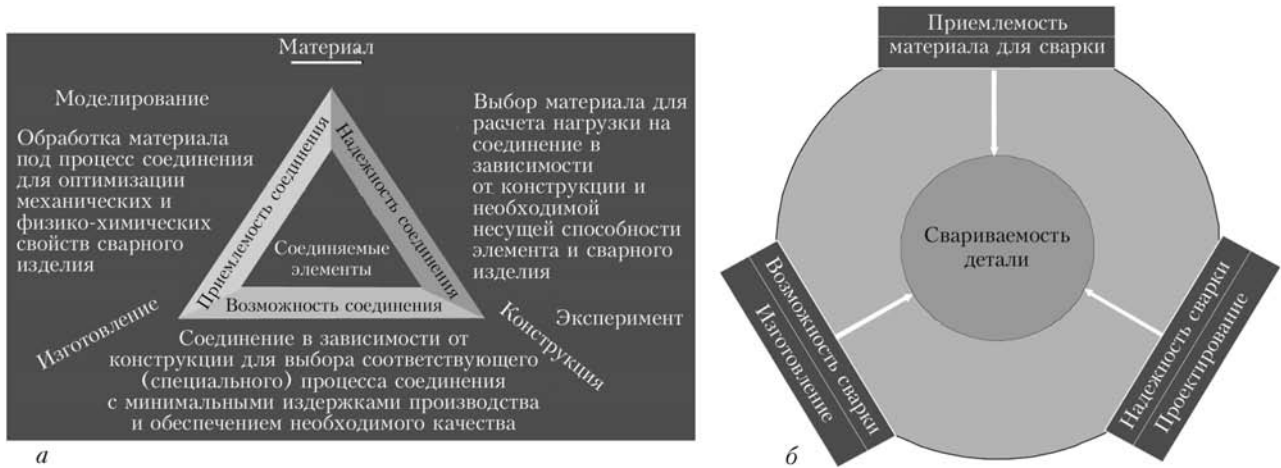 Материал
Моделирование
Обработка материала
под процесс соединения
для оптимизации
механических и
физико-химических
свойств сварного
изделия
Выбор материала для
расчета нагрузки на
соединение в
зависимости
от конструкции и
необходимой
несущей способности
элемента и сварного
изделия
Приемлемость соединения
Надежность соединения
Соединяемые
элементы
Возможность соединения
Изготовление
Конструкция
Эксперимент
Соединение в зависимости от
конструкции для выбора соответствующего
(специального) процесса соединения
с минимальными издержками производства
и обеспечением необходимого качества
а
Приемлемость
материала для сварки
Свариваемость
детали
Возможность сварки
Изготовление
Надежность сварки
Проектирование
б